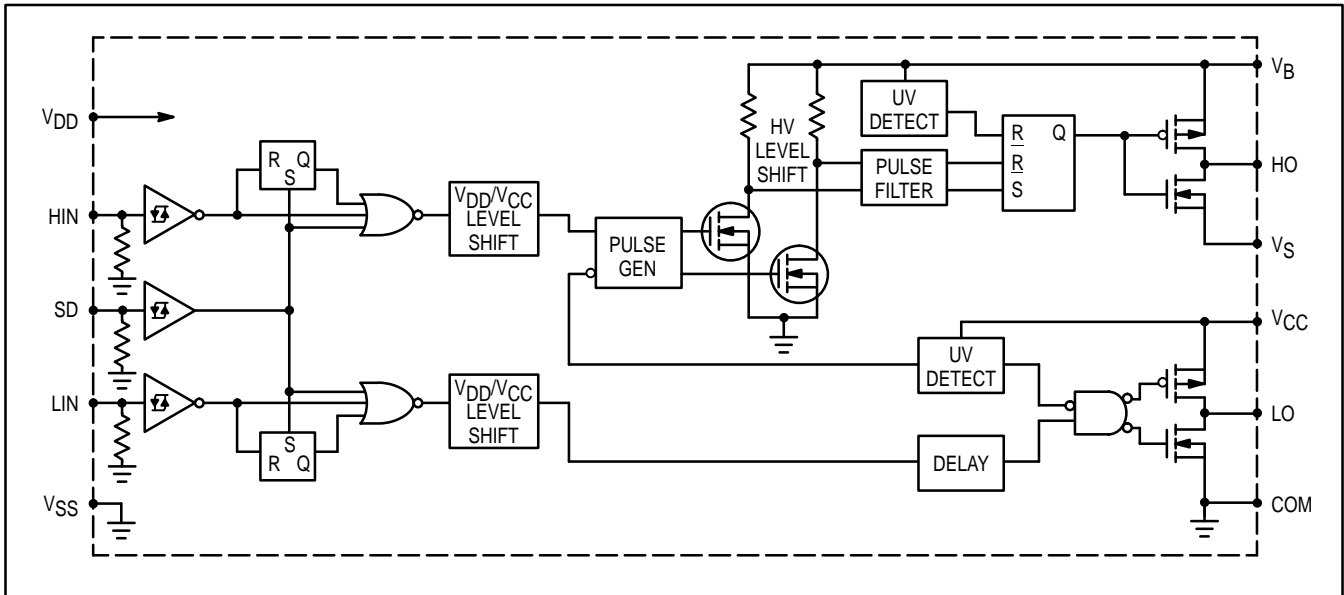 VDD
HIN
SD
LIN
VSS
R Q
S
S
R Q
VDD/VCC
LEVEL
SHIFT
VDD/VCC
LEVEL
SHIFT
PULSE
GEN
HV
LEVEL
SHIFT
UV
DETECT
PULSE
FILTER
R Q
R
S
UV
DETECT
DELAY
VB
HO
VS
VCC
LO
COM